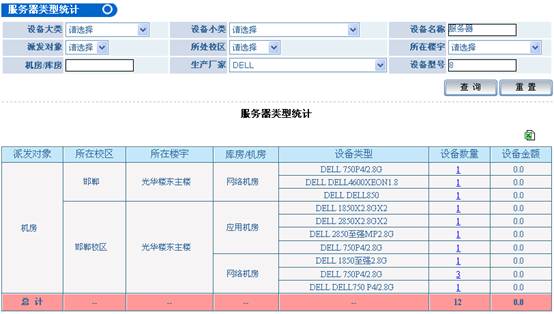 服务器类型统计
设备大类 请选择 设备小类 请选择 设备名称 服务器
派发对象 请选择 所处校区 请选择 所在楼宇 请选择
机房/库房 生产厂家 DELL 设备型号 8
查 询 重 置
服务器类型统计
派发对象 所在校区 所在楼宇 库房/机房 设备类型 设备数量 设备金额
机房 邯郸 光华楼东主楼 网络机房 DELL 750P4/2.8G 1 0.0
DELL DELL4600XEON1.8 1 0.0
DELL DELL850 1 0.0
邯郸校区 光华楼东主楼 应用机房 DELL 1850X2.8GX2 1 0.0
DELL 2850X2.8GX2 1 0.0
DELL 2850至强MP2.8G 1 0.0
DELL 750P4/2.8G 1 0.0
网络机房 DELL 1850至强2.8G 1 0.0
DELL 750P4/2.8G 3 0.0
DELL DELL750 P4/2.8G 1 0.0
总 计 -- -- -- -- 12 0.0